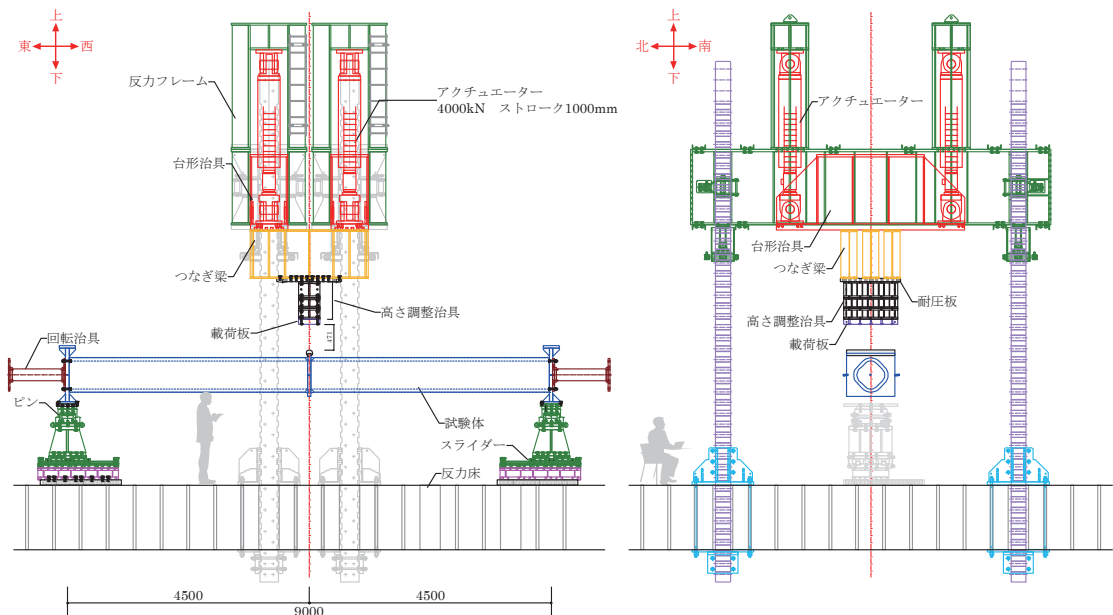 上
東
西
下
反力フレーム
アクチュエーター
4000kN ストローク1000mm
台形治具
つなぎ梁
高さ調整治具
載荷板
471
回転治具
ピン
試験体
スライダー
反力床
4500
4500
9000
上
北
南
下
アクチュエーター
台形治具
つなぎ梁
耐圧板
高さ調整治具
載荷板